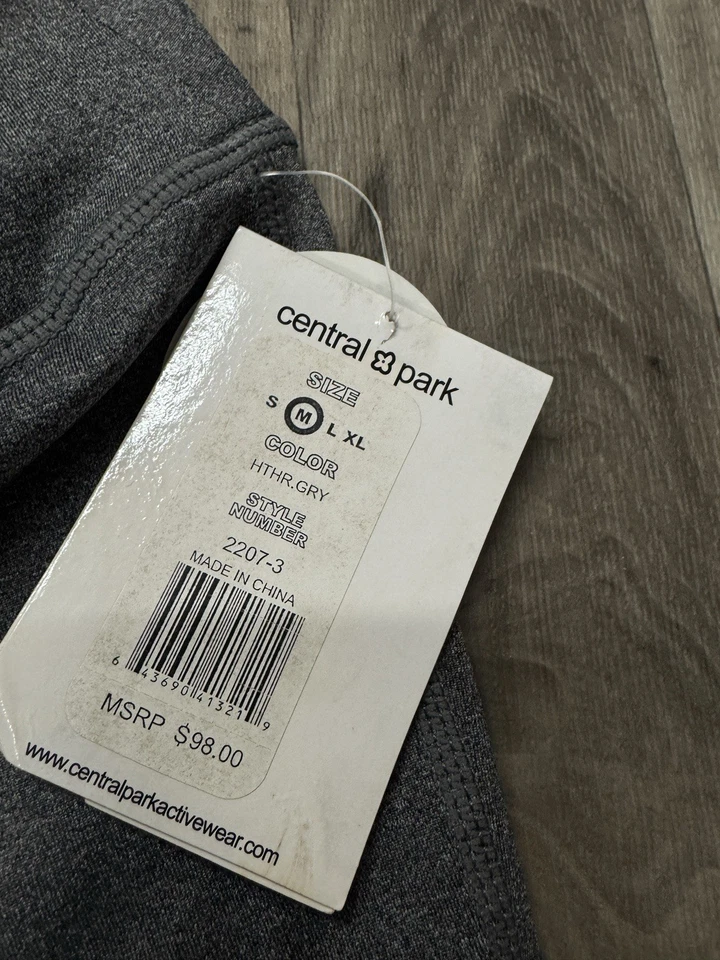 central park
SIZE
S M L XL
COLOR
HTHR.GRY
STYLE
NUMBER
2207-3
MADE IN CHINA
6 43690 41321 9
MSRP $98.00
www.centralparkactivewear.com